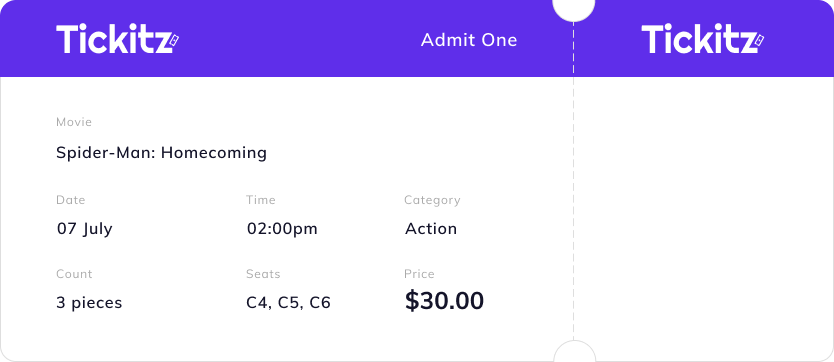 Tickitz Admit One Tickitz
Movie
Spider-Man: Homecoming
Date Time Category
07 July 02:00pm Action
Count Seats Price
3 pieces C4, C5, C6 $30.00